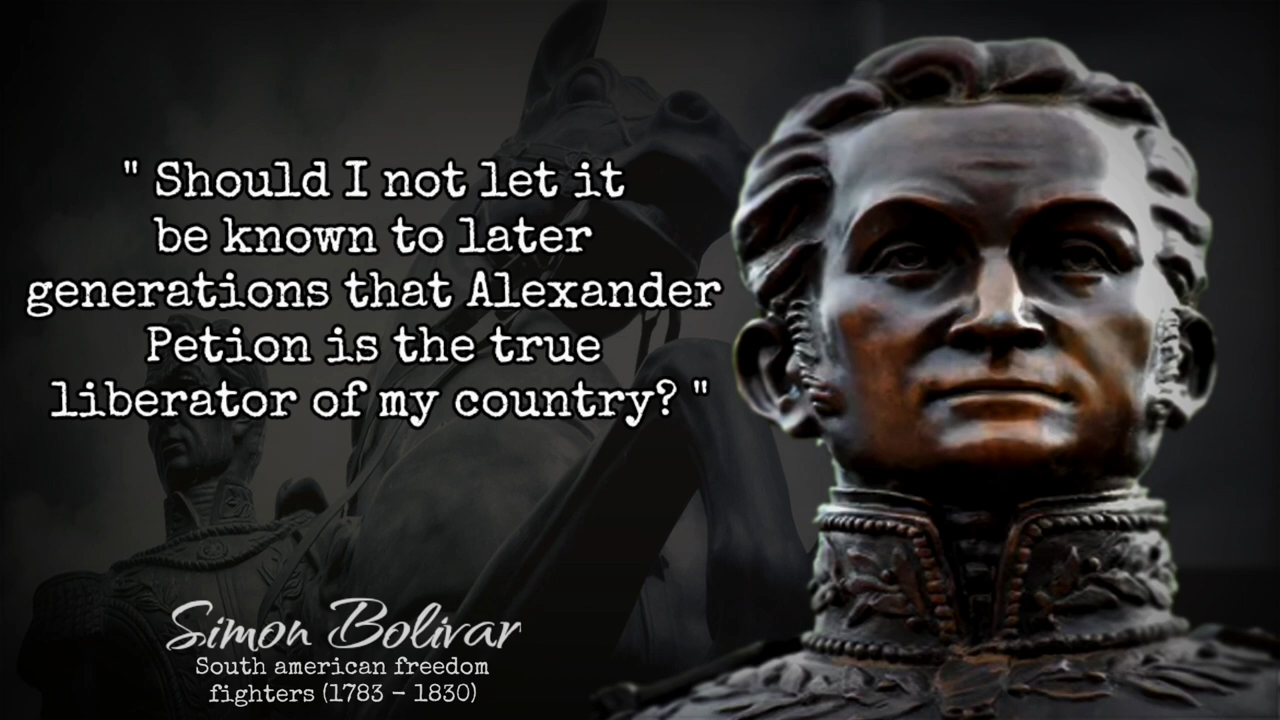 " Should I not let it
be known to later
generations that Alexander
Petion is the true
liberator of my country? "
Simon Bolivar
South american freedom
fighters (1783 – 1830)